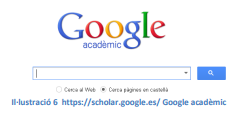 Google
acadèmic
Cerca al Web Cerca pàgines en castellà
Il·lustració 6 https://scholar.google.es/ Google acadèmic